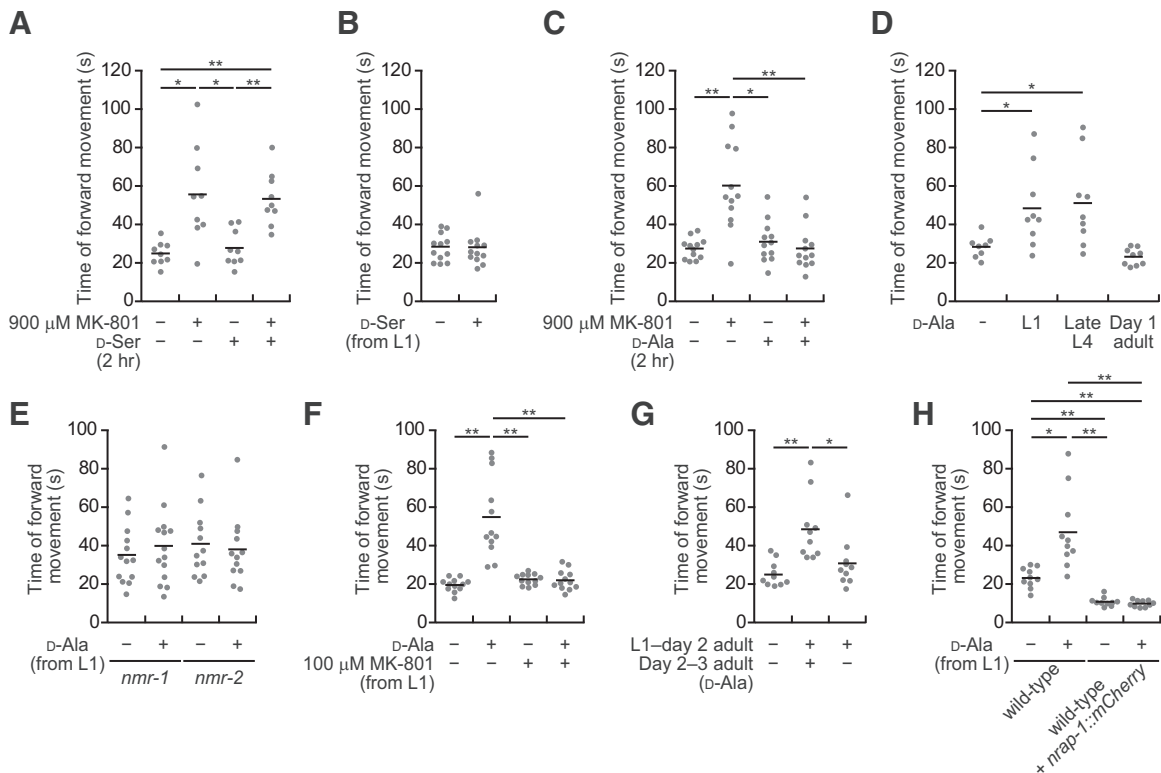 A
Time of forward movement (s)
120
100
80
60
40
20
0
**
* * **
900 μM MK-801 – + – +
D-Ser – – + +
(2 hr)
B
Time of forward movement (s)
120
100
80
60
40
20
0
D-Ser – +
(from L1)
C
Time of forward movement (s)
120
100
80
60
40
20
0
**
** *
900 μM MK-801 – + – +
D-Ala – – + +
(2 hr)
D
Time of forward movement (s)
120
100
80
60
40
20
0
*
*
D-Ala – L1 Late Day 1
L4 adult
E
Time of forward
movement (s)
100
80
60
40
20
0
D-Ala – + – +
(from L1)
nmr-1 nmr-2
F
Time of forward
movement (s)
100
80
60
40
20
0
**
** **
D-Ala – + – +
100 μM MK-801 – – + +
(from L1)
G
Time of forward
movement (s)
100
80
60
40
20
0
** *
L1–day 2 adult – + +
Day 2–3 adult – + –
(D-Ala)
H
Time of forward
movement (s)
100
80
60
40
20
0
**
**
**
* **
D-Ala – + – +
(from L1)
wild-type
wild-type
+ nrap-1::mCherry